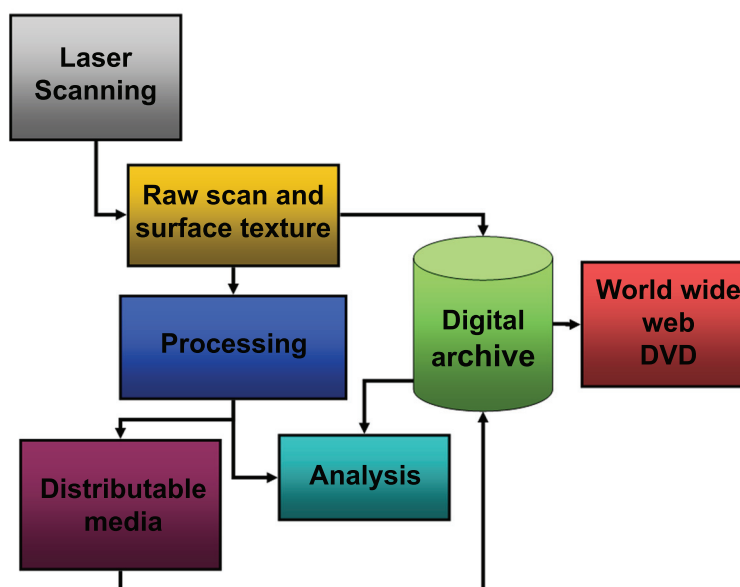 Laser
Scanning
Raw scan and
surface texture
Processing
Digital
archive
World wide
web
DVD
Distributable
media
Analysis